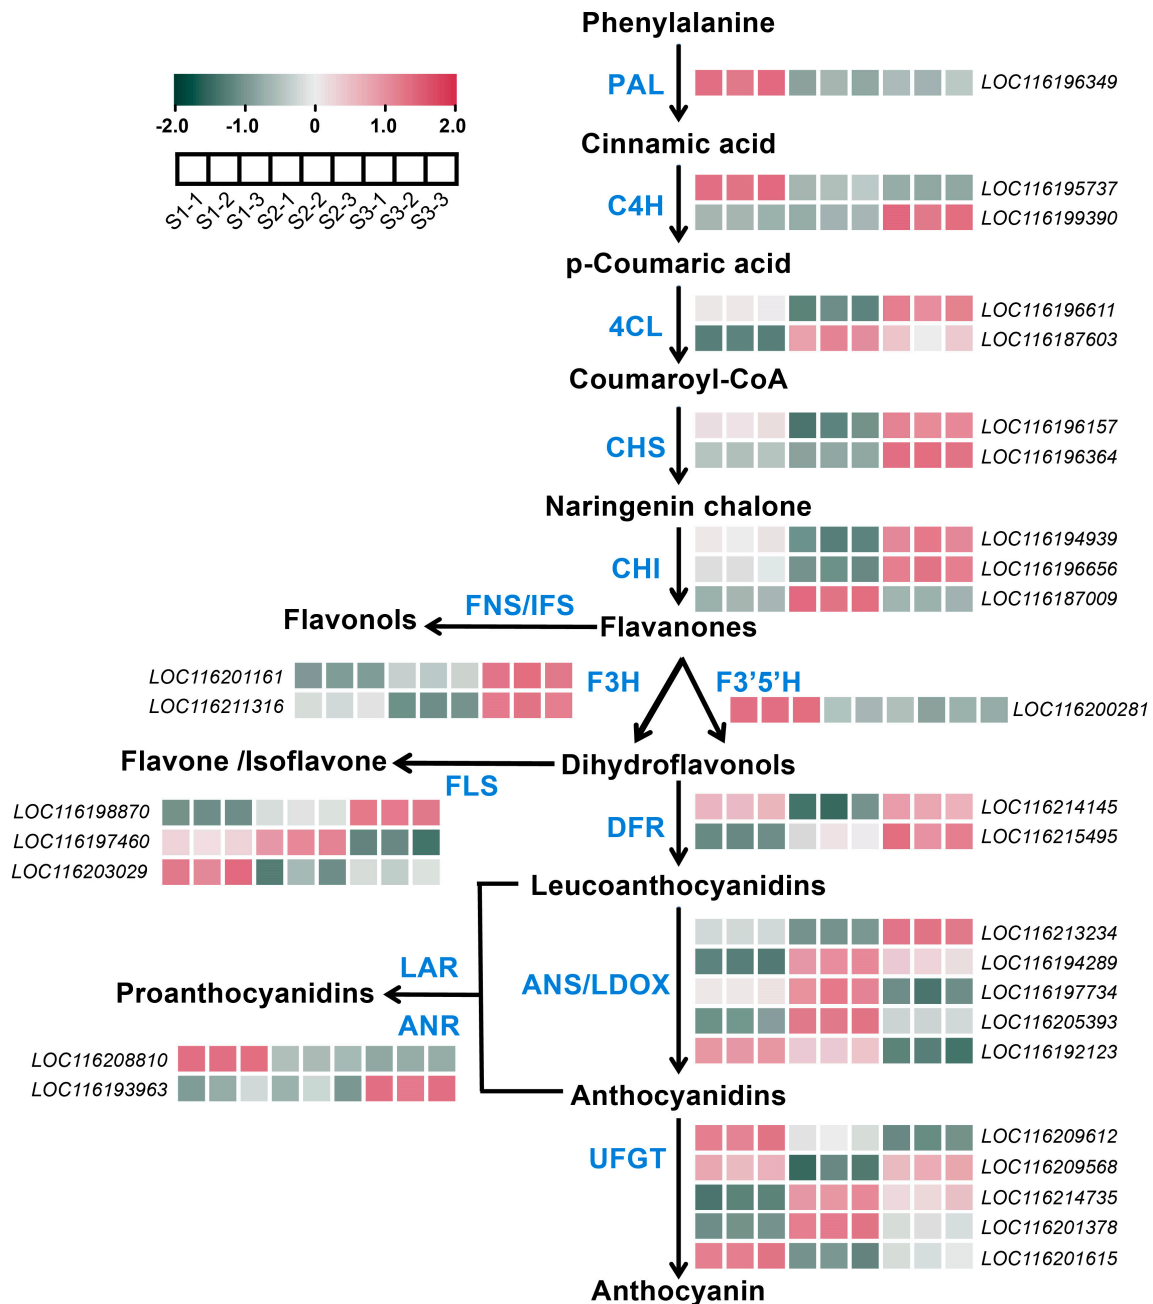 Phenylalanine
PAL
LOC116196349
-2.0 -1.0 0 1.0 2.0
S1-1 S1-2 S1-3 S2-1 S2-2 S2-3 S3-1 S3-2 S3-3
Cinnamic acid
C4H
LOC116195737
LOC116199390
p-Coumaric acid
4CL
LOC116196611
LOC116187603
Coumaroyl-CoA
CHS
LOC116196157
LOC116196364
Naringenin chalone
CHI
LOC116194939
LOC116196656
LOC116187009
FNS/IFS
Flavonols
Flavanones
LOC116201161
LOC116211316
F3H
F3’5’H
LOC116200281
Flavone /Isoflavone
Dihydroflavonols
FLS
LOC116198870
LOC116197460
LOC116203029
DFR
LOC116214145
LOC116215495
Leucoanthocyanidins
LAR
Proanthocyanidins
ANR
ANS/LDOX
LOC116213234
LOC116194289
LOC116197734
LOC116205393
LOC116192123
LOC116208810
LOC116193963
Anthocyanidins
UFGT
LOC116209612
LOC116209568
LOC116214735
LOC116201378
LOC116201615
Anthocyanin